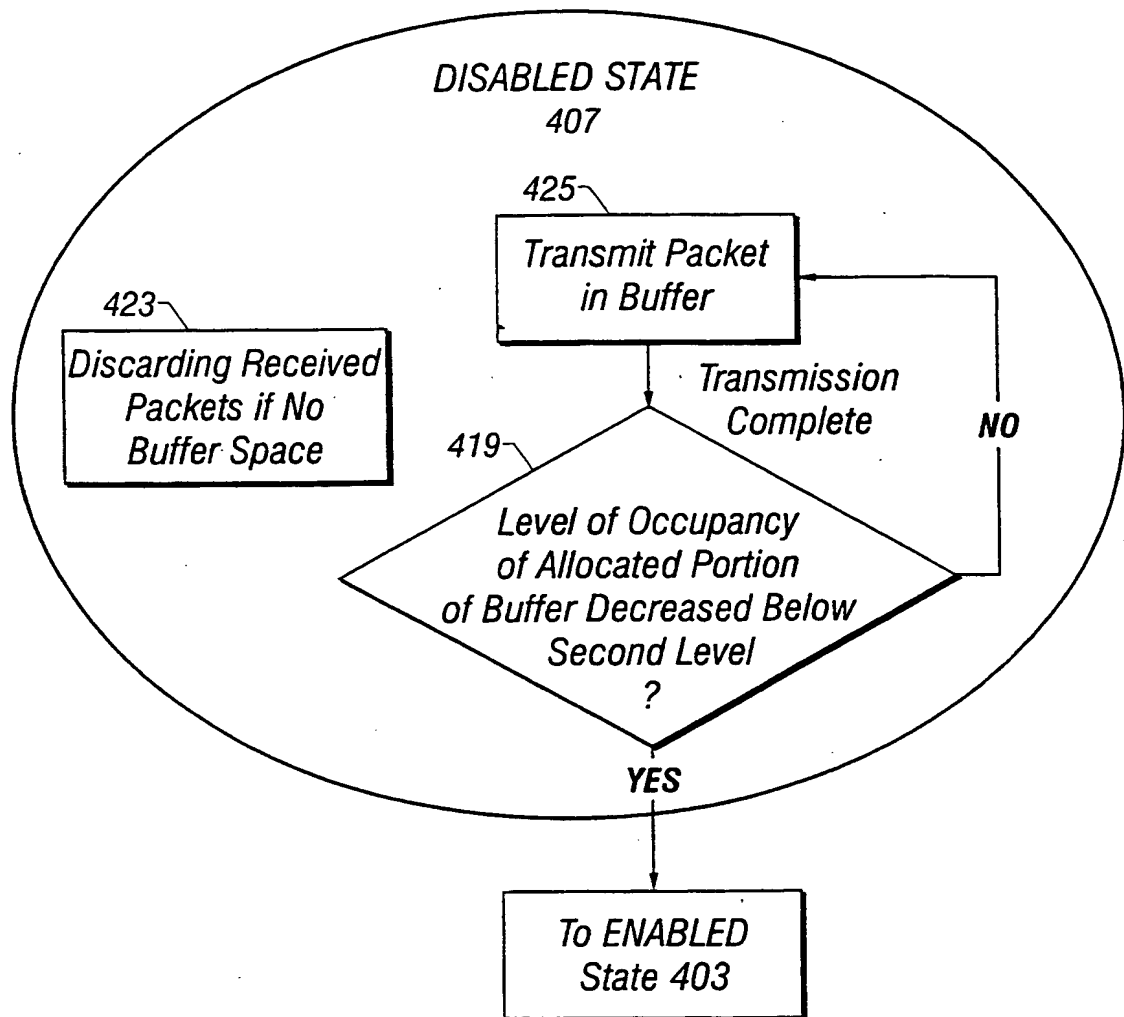 DISABLED STATE
407
425
Transmit Packet
in Buffer
423
Discarding Received
Packets if No
Buffer Space
Transmission
Complete
NO
419
Level of Occupancy
of Allocated Portion
of Buffer Decreased Below
Second Level
?
YES
To ENABLED
State 403